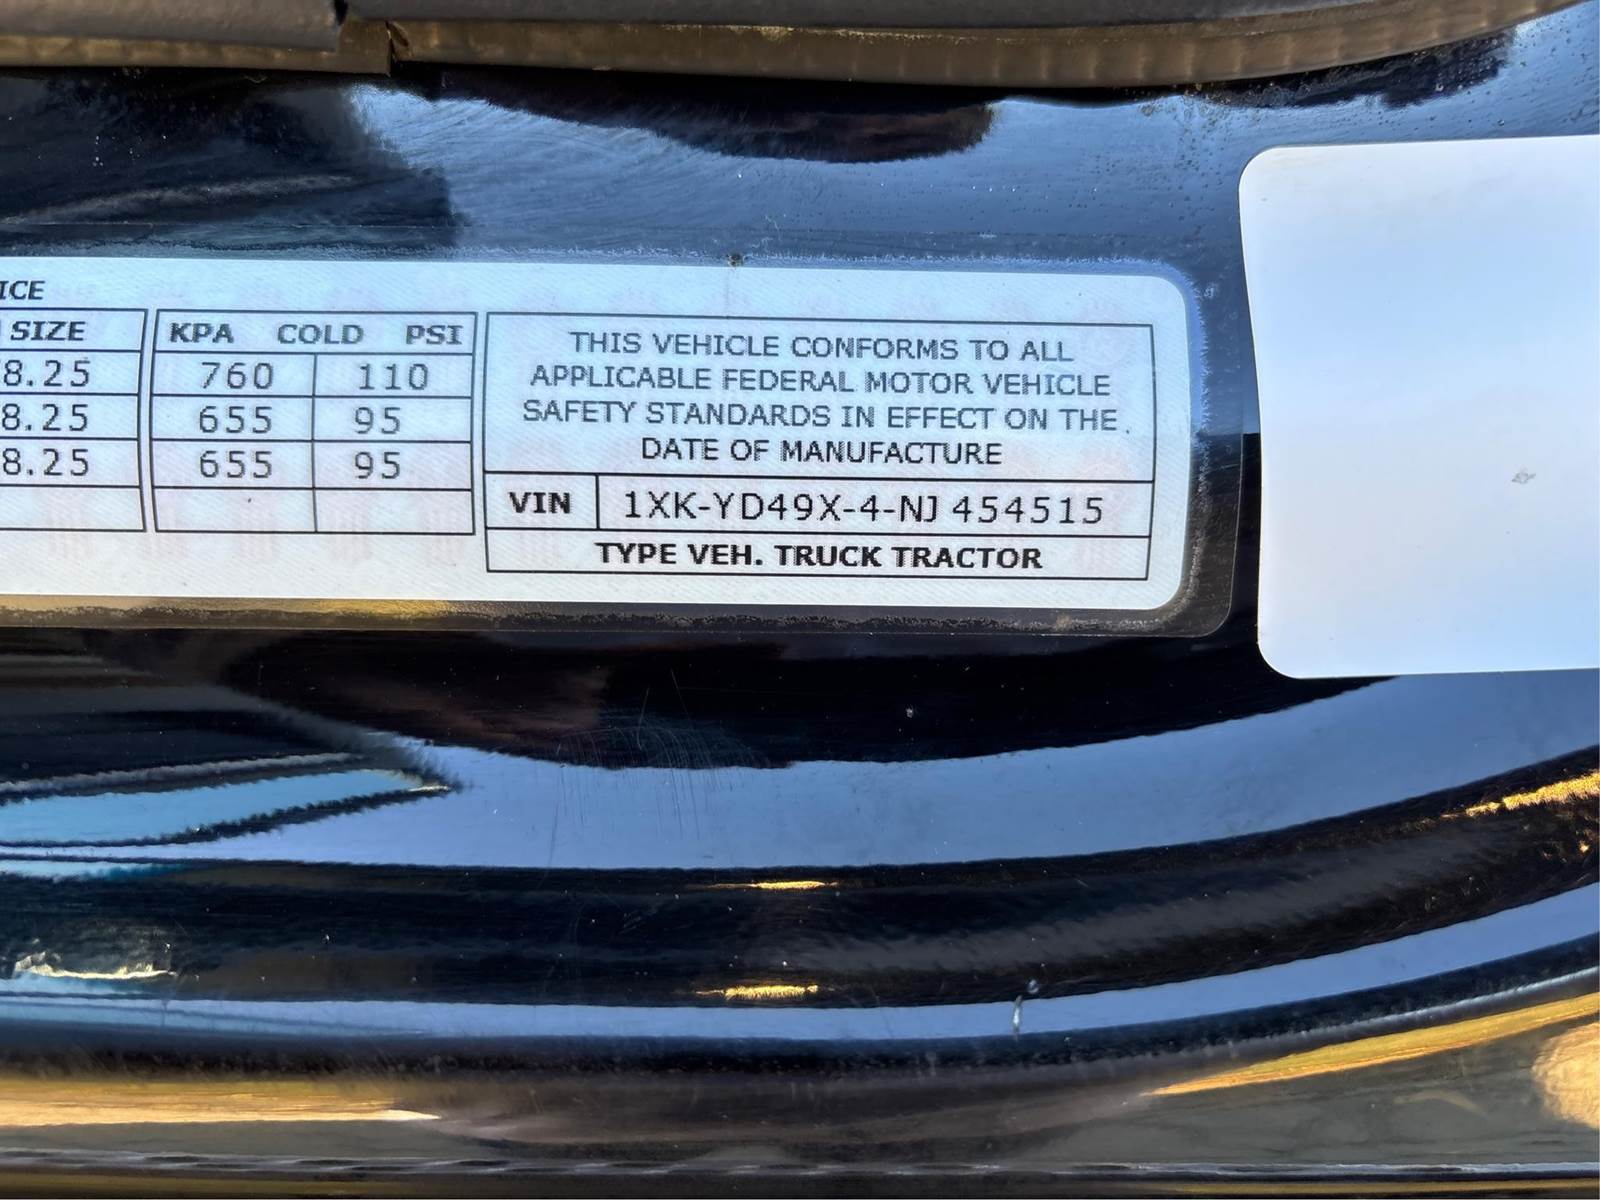 ICE
SIZE KPA COLD PSI
8.25 760 110
8.25 655 95
8.25 655 95
THIS VEHICLE CONFORMS TO ALL
APPLICABLE FEDERAL MOTOR VEHICLE
SAFETY STANDARDS IN EFFECT ON THE
DATE OF MANUFACTURE
VIN 1XK-YD49X-4-NJ 454515
TYPE VEH. TRUCK TRACTOR